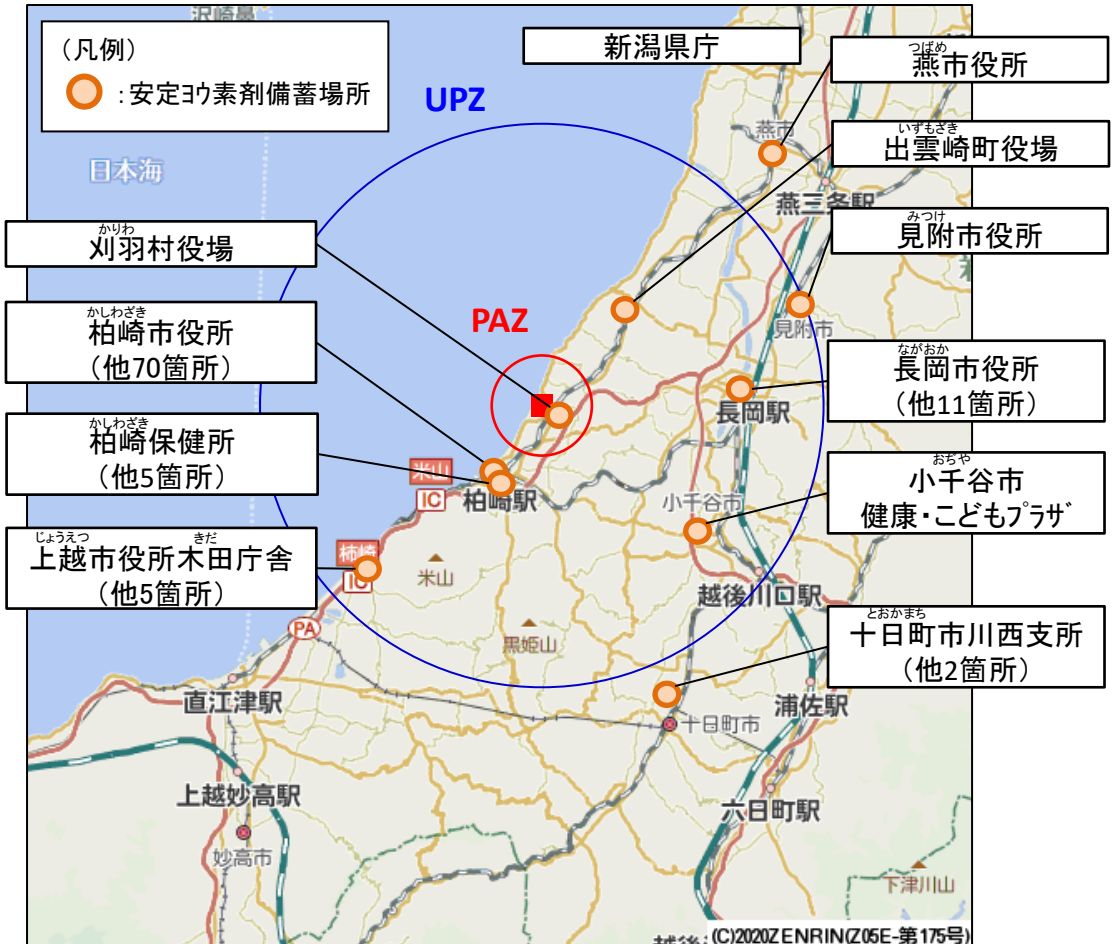 沢崎鼻
(凡例)
:安定ヨウ素剤備蓄場所
新潟県庁
つばめ
燕市役所
UPZ
燕市
いずもざき
出雲崎町役場
日本海
燕三条駅
みつけ
見附市役所
かりわ
刈羽村役場
PAZ
見附市
かしわざき
柏崎市役所
(他70箇所)
ながおか
長岡市役所
(他11箇所)
長岡駅
かしわざき
柏崎保健所
(他5箇所)
米山
IC
柏崎駅
小千谷市
おぢや
小千谷市
健康・こどもプラザ
じょうえつ きだ
上越市役所木田庁舎
(他5箇所)
柿崎
IC
米山
越後川口駅
PA
黒姫山
とおかまち
十日町市川西支所
(他2箇所)
直江津駅
浦佐駅
十日町市
上越妙高駅
六日町駅
妙高市
下津川山
(C)2020ZENRIN(Z05E-第175号)